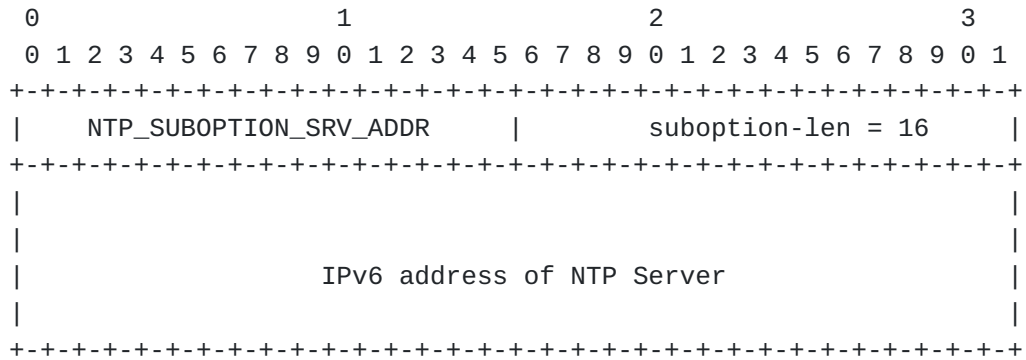 0                   1                   2                   3
0 1 2 3 4 5 6 7 8 9 0 1 2 3 4 5 6 7 8 9 0 1 2 3 4 5 6 7 8 9 0 1
+-+-+-+-+-+-+-+-+-+-+-+-+-+-+-+-+-+-+-+-+-+-+-+-+-+-+-+-+-+-+-+-+
|    NTP_SUBOPTION_SRV_ADDR     |        suboption-len = 16     |
+-+-+-+-+-+-+-+-+-+-+-+-+-+-+-+-+-+-+-+-+-+-+-+-+-+-+-+-+-+-+-+-+
|                                                               |
|                                                               |
|                   IPv6 address of NTP Server                  |
|                                                               |
+-+-+-+-+-+-+-+-+-+-+-+-+-+-+-+-+-+-+-+-+-+-+-+-+-+-+-+-+-+-+-+-+